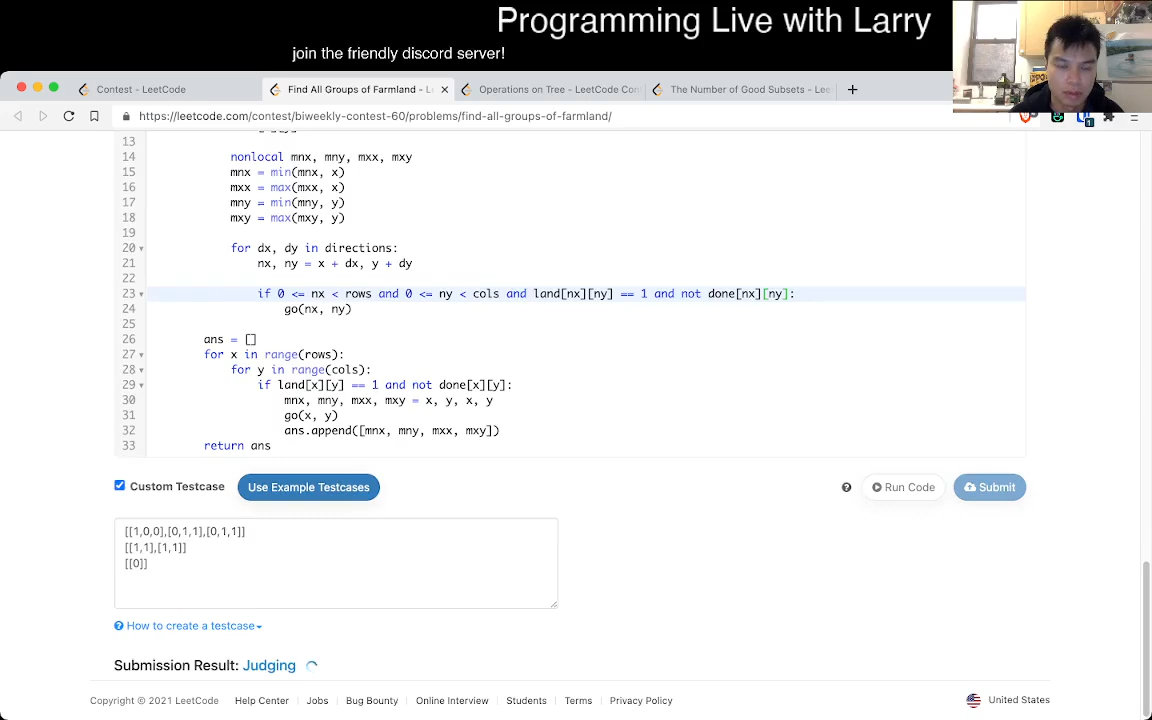 Programming Live with Larry
join the friendly discord server!
Contest - LeetCode
Find All Groups of Farmland - L
Operations on Tree - LeetCode Con
The Number of Good Subsets - Lee
https://leetcode.com/contest/biweekly-contest-60/problems/find-all-groups-of-farmland/
13
14 nonlocal mnx, mny, mxx, mxy
15 mnx = min(mnx, x)
16 mxx = max(mxx, x)
17 mny = min(mny, y)
18 mxy = max(mxy, y)
19
20 for dx, dy in directions:
21 nx, ny = x + dx, y + dy
22
23 if 0 <= nx < rows and 0 <= ny < cols and land[nx][ny] == 1 and not done[nx][ny]:
24 go(nx, ny)
25
26 ans = []
27 for x in range(rows):
28 for y in range(cols):
29 if land[x][y] == 1 and not done[x][y]:
30 mnx, mny, mxx, mxy = x, y, x, y
31 go(x, y)
32 ans.append([mnx, mny, mxx, mxy])
33 return ans
Custom Testcase
Use Example Testcases
Run Code
Submit
[[1,0,0],[0,1,1],[0,1,1]]
[[1,1],[1,1]]
[[0]]
How to create a testcase
Submission Result: Judging
Copyright © 2021 LeetCode Help Center Jobs Bug Bounty Online Interview Students Terms Privacy Policy United States